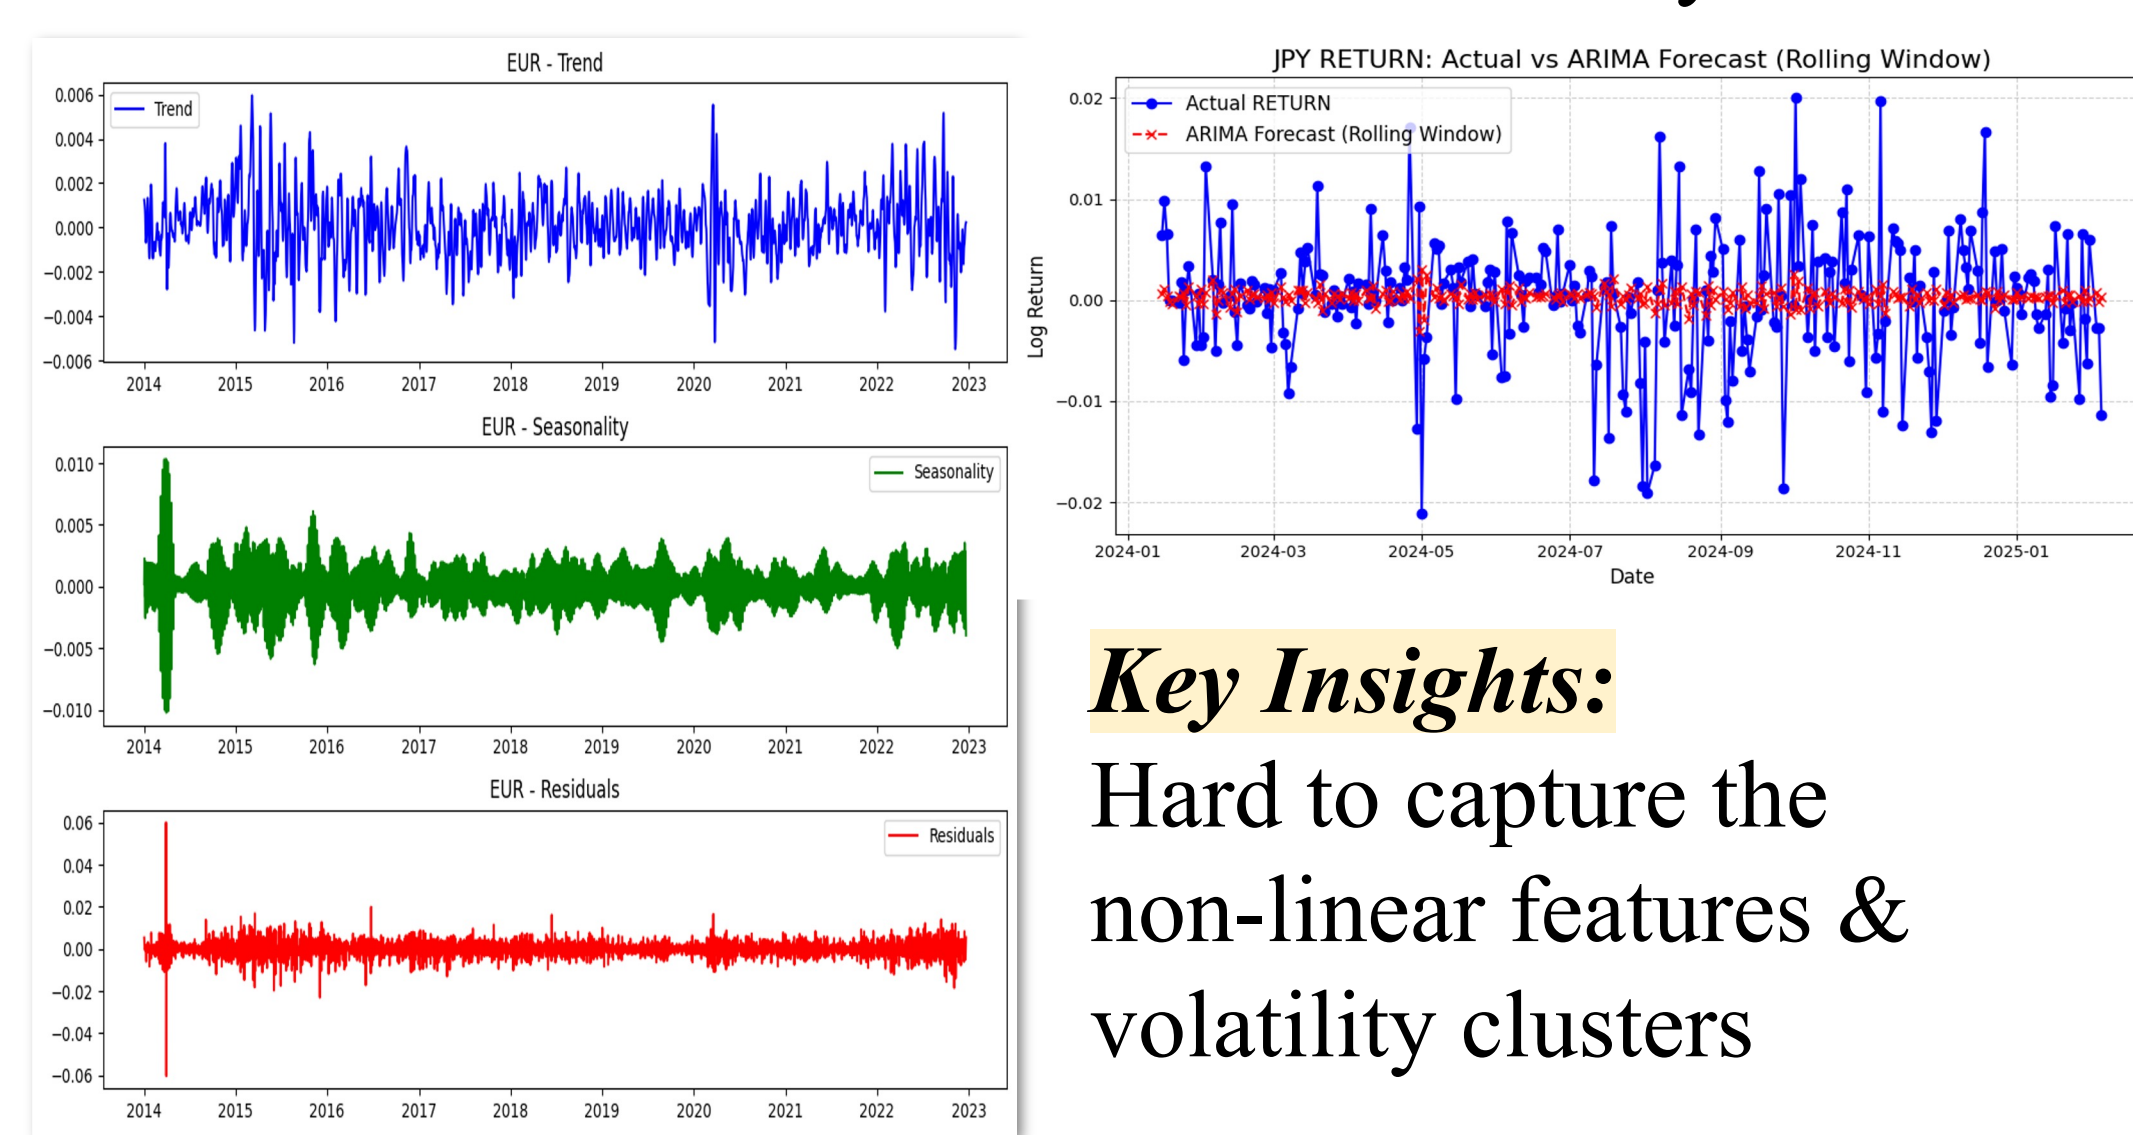 EUR - Trend
Trend
0.006
0.004
0.002
0.000
−0.002
−0.004
−0.006
2014 2015 2016 2017 2018 2019 2020 2021 2022 2023
EUR - Seasonality
Seasonality
0.010
0.005
0.000
−0.005
−0.010
2014 2015 2016 2017 2018 2019 2020 2021 2022 2023
EUR - Residuals
Residuals
0.06
0.04
0.02
0.00
−0.02
−0.04
−0.06
2014 2015 2016 2017 2018 2019 2020 2021 2022 2023
JPY RETURN: Actual vs ARIMA Forecast (Rolling Window)
Actual RETURN
ARIMA Forecast (Rolling Window)
Log Return
0.02
0.01
0.00
−0.01
−0.02
2024-01 2024-03 2024-05 2024-07 2024-09 2024-11 2025-01
Date
Key Insights:
Hard to capture the
non-linear features &
volatility clusters